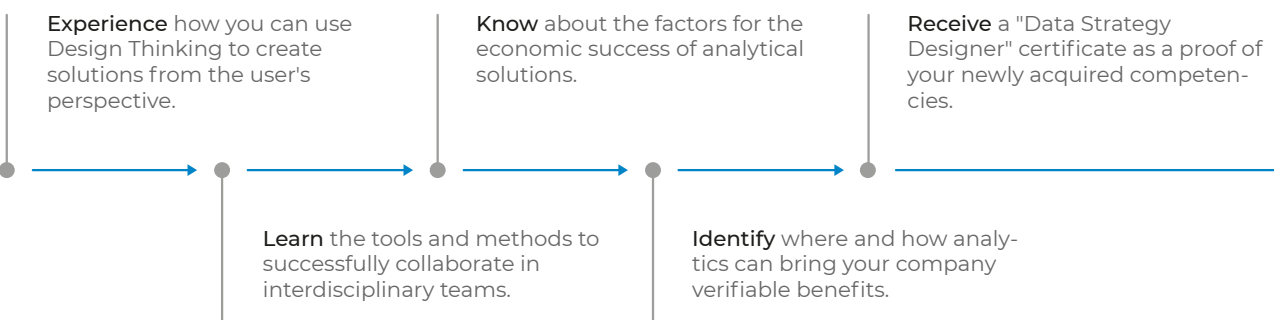 Experience how you can use
Design Thinking to create
solutions from the user's
perspective.
Learn the tools and methods to
successfully collaborate in
interdisciplinary teams.
Know about the factors for the
economic success of analytical
solutions.
Identify where and how analy-
tics can bring your company
verifiable benefits.
Receive a "Data Strategy
Designer" certificate as a proof of
your newly acquired competen-
cies.